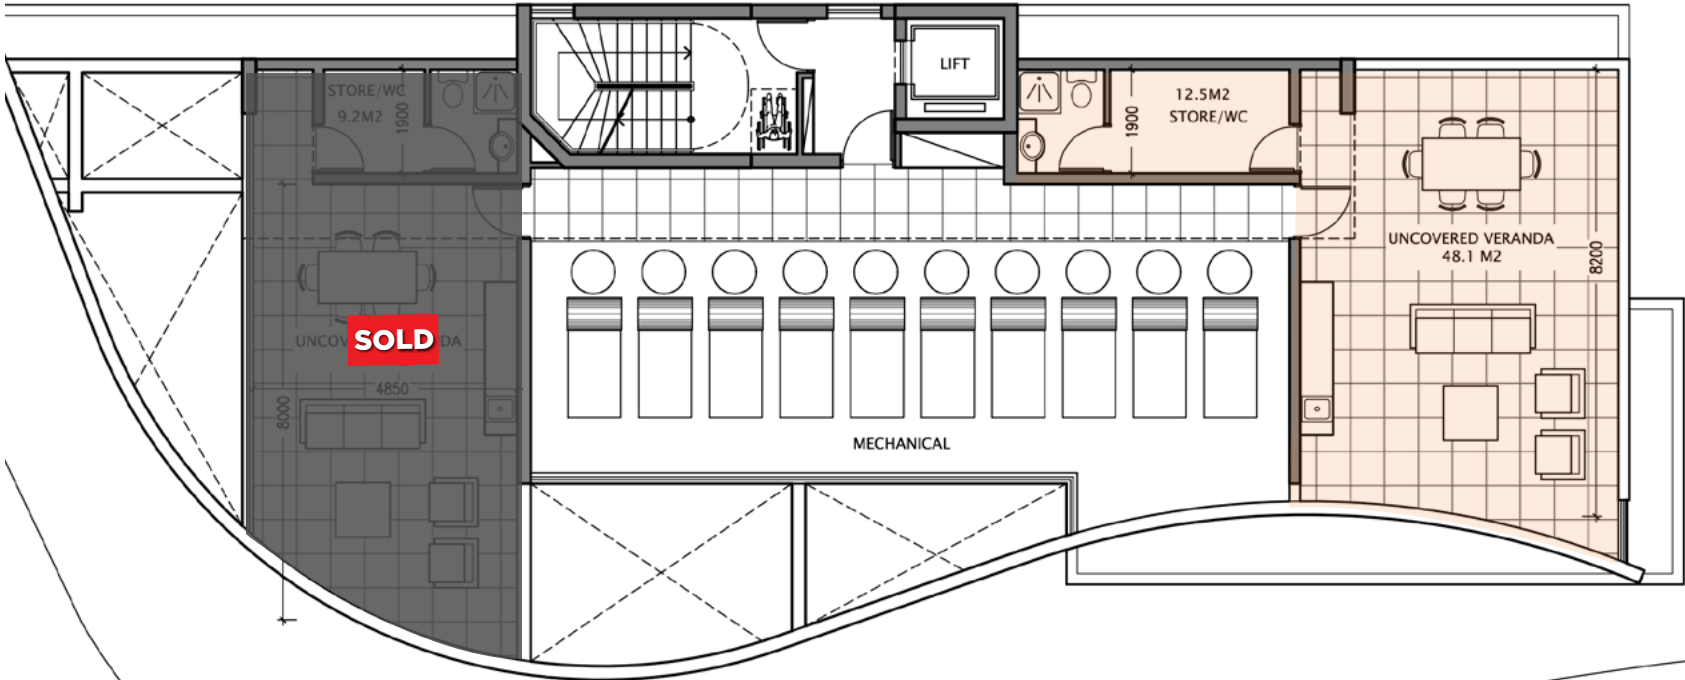 LIFT
STORE/WC
9.2M2
1900
1900
12.5M2
STORE/WC
UNCOVERED VERANDA
48.1 M2
8200
SOLD
4850
8000
MECHANICAL